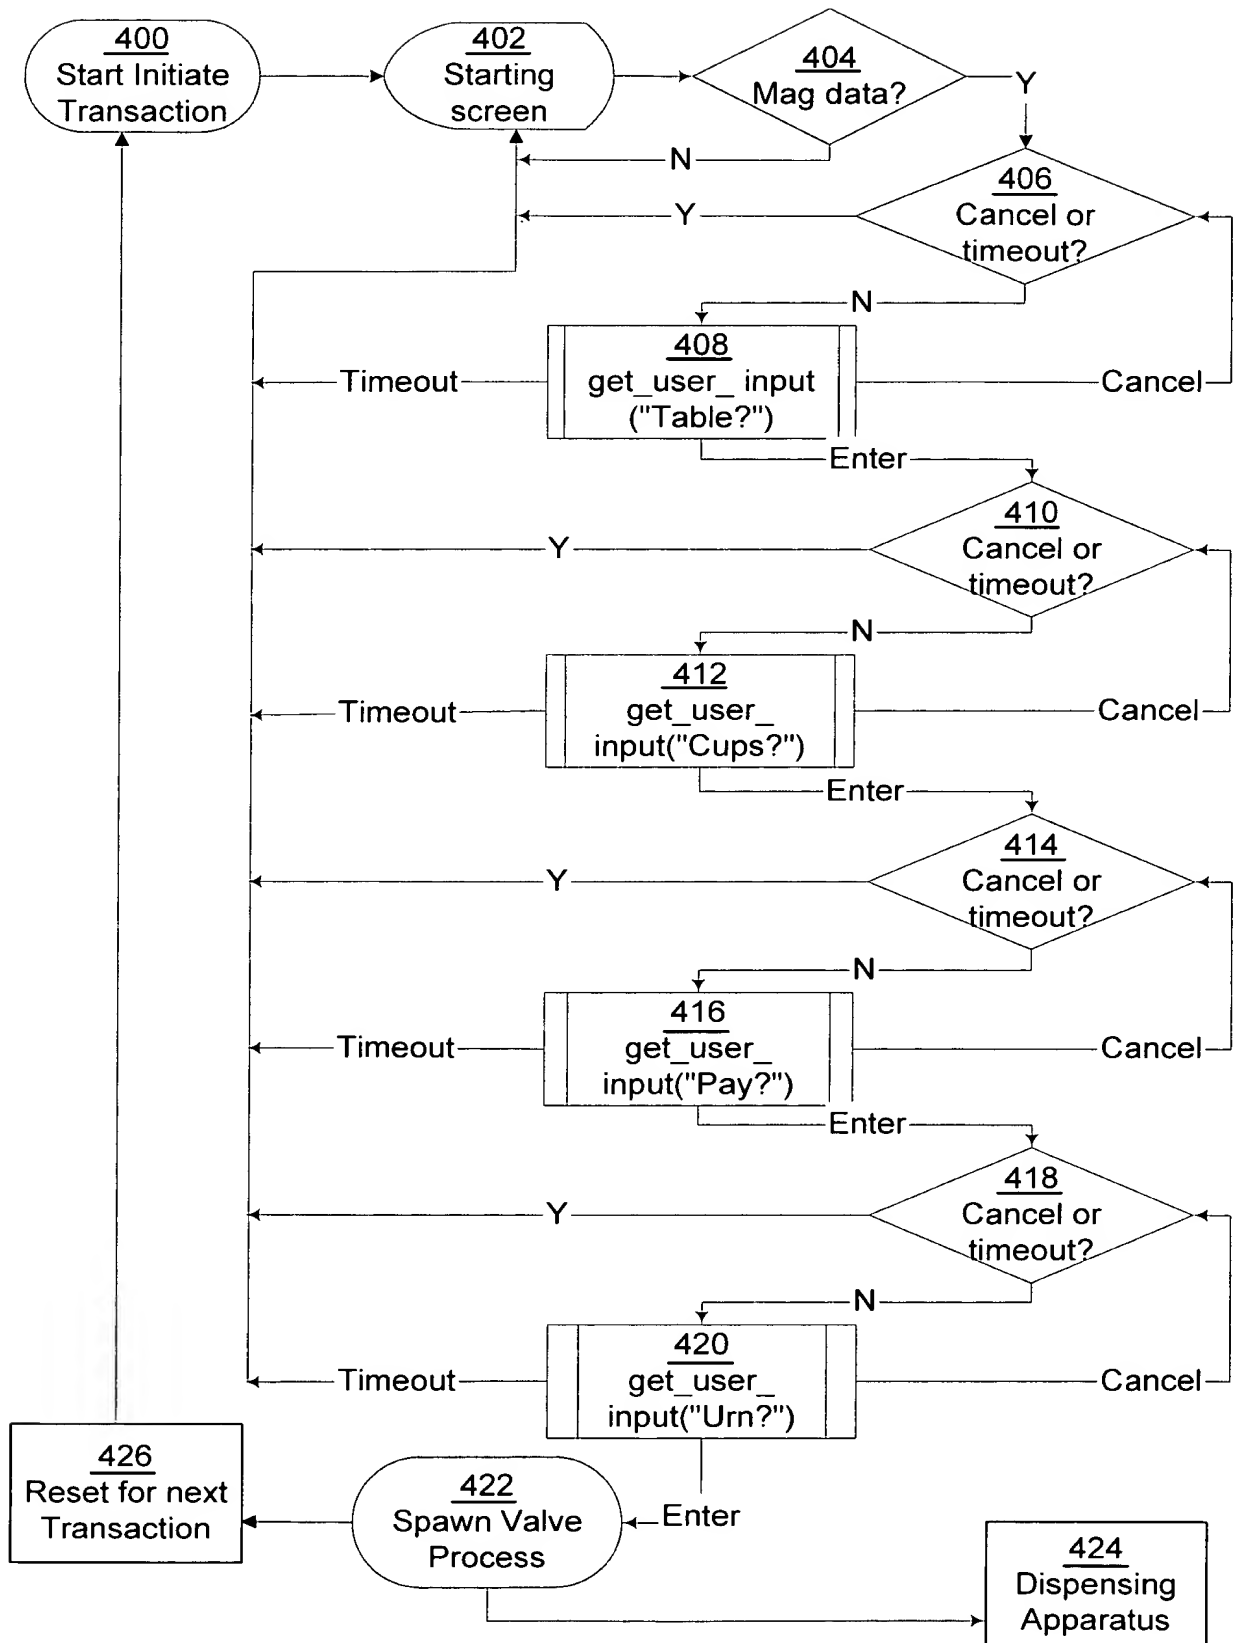 400
Start Initiate
Transaction
402
Starting
screen
404
Mag data?
Y
N
406
Cancel or
timeout?
Y
N
408
get_user_ input
("Table?")
Timeout
Cancel
Enter
410
Cancel or
timeout?
Y
N
412
get_user_
input("Cups?")
Timeout
Cancel
Enter
414
Cancel or
timeout?
Y
N
416
get_user_
input("Pay?")
Timeout
Cancel
Enter
418
Cancel or
timeout?
Y
N
420
get_user_
input("Urn?")
Timeout
Cancel
Enter
422
Spawn Valve
Process
426
Reset for next
Transaction
424
Dispensing
Apparatus